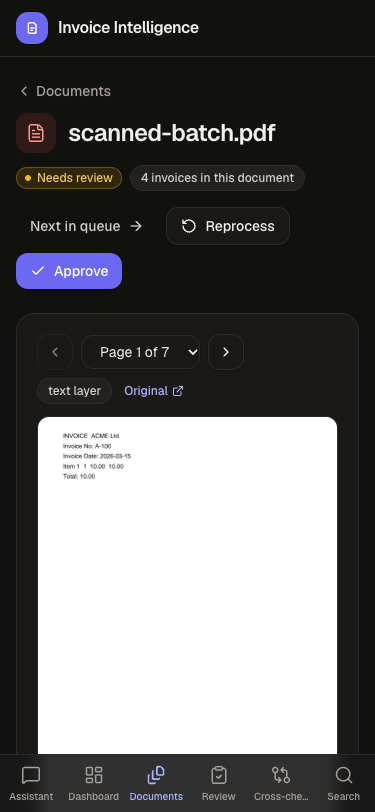 Invoice Intelligence
Documents
scanned-batch.pdf
Needs review
4 invoices in this document
Next in queue
Reprocess
Approve
Page 1 of 7
text layer
Original
INVOICE ACME Ltd
Invoice No: A-100
Invoice Date: 2026-03-15
Item 1 1 10.00 10.00
Total: 10.00
Assistant
Dashboard
Documents
Review
Cross-che...
Search